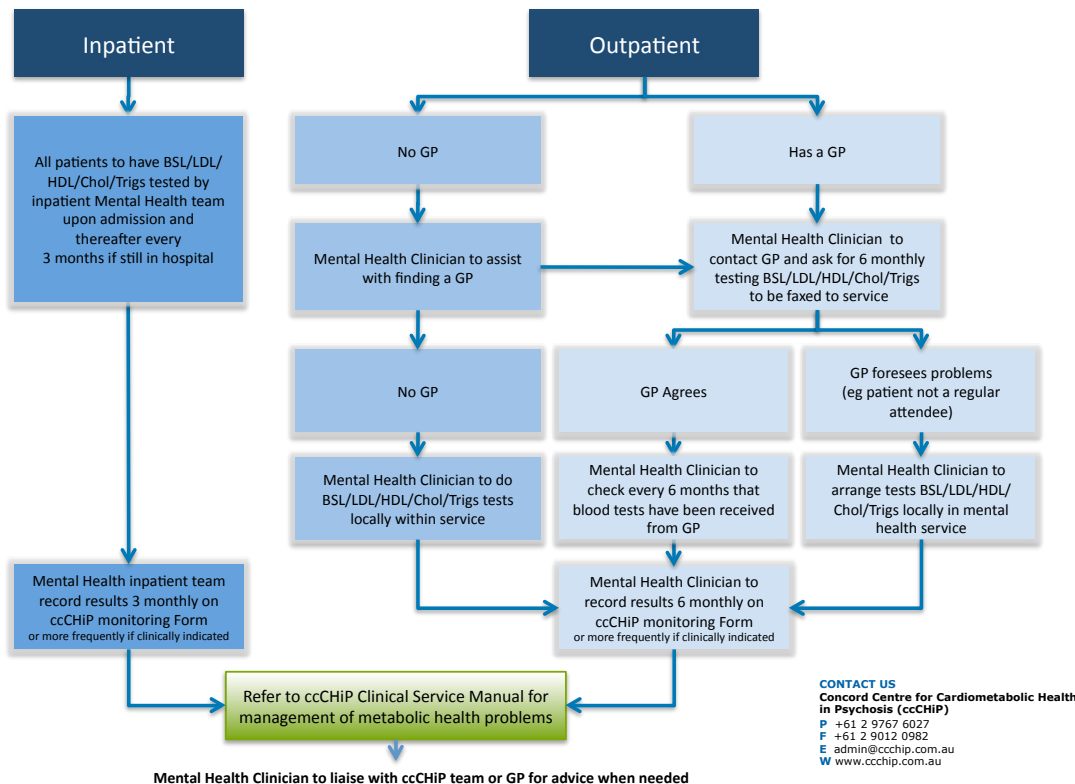 Inpatient
Outpatient
All patients to have BSL/LDL/
HDL/Chol/Trigs tested by
inpatient Mental Health team
upon admission and
thereafter every
3 months if still in hospital
No GP
Has a GP
Mental Health Clinician to assist
with finding a GP
Mental Health Clinician to
contact GP and ask for 6 monthly
testing BSL/LDL/HDL/Chol/Trigs
to be faxed to service
No GP
GP Agrees
GP foresees problems
(eg patient not a regular
attendee)
Mental Health Clinician to do
BSL/LDL/HDL/Chol/Trigs tests
locally within service
Mental Health Clinician to
check every 6 months that
blood tests have been received
from GP
Mental Health Clinician to
arrange tests BSL/LDL/HDL/
Chol/Trigs locally in mental
health service
Mental Health inpatient team
record results 3 monthly on
ccCHiP monitoring Form
or more frequently if clinically indicated
Mental Health Clinician to
record results 6 monthly on
ccCHiP monitoring Form
or more frequently if clinically indicated
Refer to ccCHiP Clinical Service Manual for
management of metabolic health problems
Mental Health Clinician to liaise with ccCHiP team or GP for advice when needed
CONTACT US
Concord Centre for Cardiometabolic Health
in Psychosis (ccCHiP)
P +61 2 9767 6027
F +61 2 9012 0982
E admin@ccchip.com.au
W www.ccchip.com.au